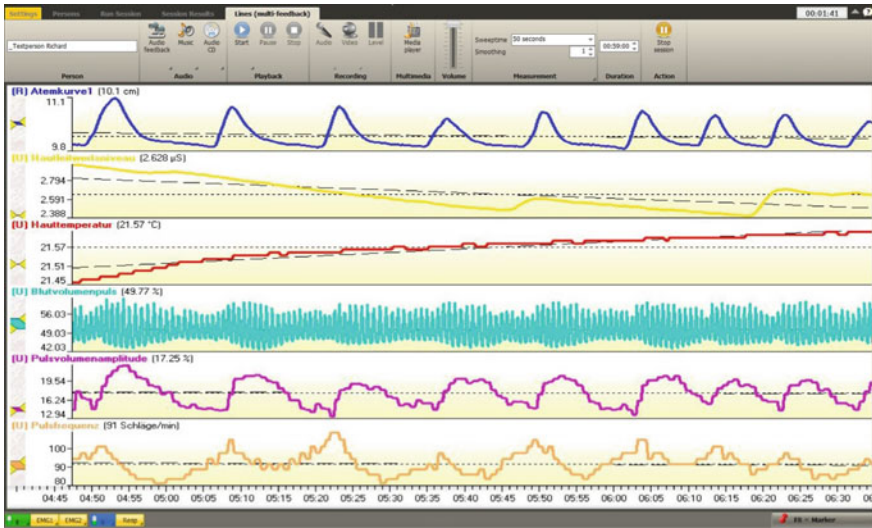 Settings Persons Run Session Session Results Lines (multi-feedback) 00:01:41 ?
_Testperson Richard
Audio feedback Music Audio CD Start Pause Stop Audio Video Level Media player Sweeptime 50 seconds Smoothing 1 00:59:00 Stop session
Person Audio Playback Recording Multimedia Volume Measurement Duration Action
(R) Atemkurve1 (10.1 cm)
11.1
9.8
(U) Hautleitwertsniveau (2.628 µS)
2.794
2.591
2.388
(U) Hauttemperatur (21.57 °C)
21.57
21.51
21.45
(U) Blutvolumenpuls (49.77 %)
56.03
49.03
42.03
(U) Pulsvolumenamplitude (17.25 %)
19.54
16.24
12.94
(U) Pulsfrequenz (91 Schläge/min)
100
90
80
04:45 04:50 04:55 05:00 05:05 05:10 05:15 05:20 05:25 05:30 05:35 05:40 05:45 05:50 05:55 06:00 06:05 06:10 06:15 06:20 06:25 06:30
EMG1 EMG2 Resp F8 = Marker